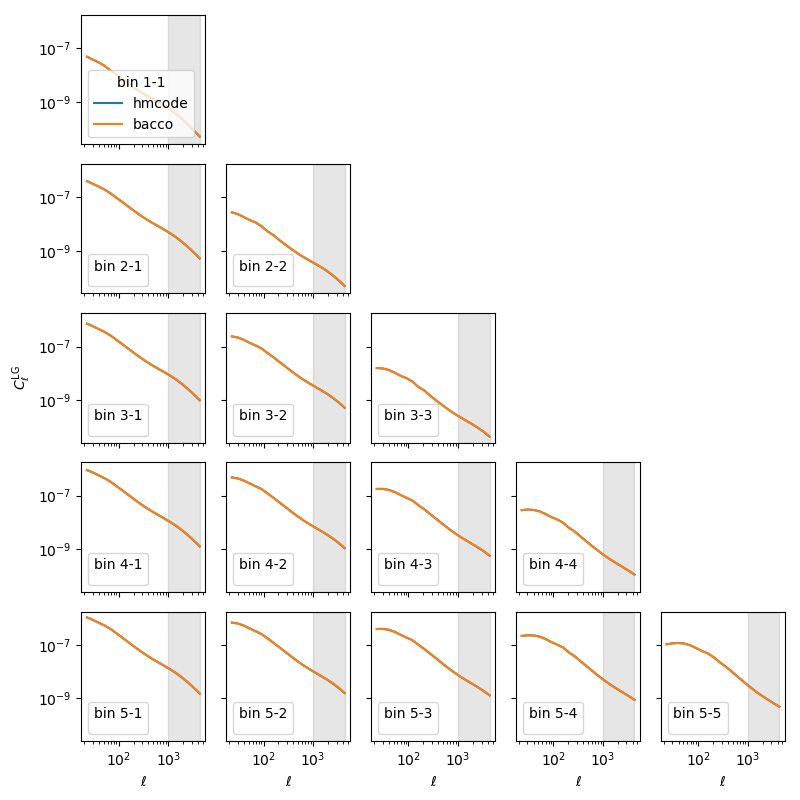 10^{-7}
10^{-9}
bin 1-1
hmcode
bacco
10^{-7}
10^{-9}
bin 2-1
bin 2-2
10^{-7}
10^{-9}
bin 3-1
bin 3-2
bin 3-3
C_ℓ^{LG}
10^{-7}
10^{-9}
bin 4-1
bin 4-2
bin 4-3
bin 4-4
10^{-7}
10^{-9}
bin 5-1
bin 5-2
bin 5-3
bin 5-4
bin 5-5
10^2 10^3 10^2 10^3 10^2 10^3 10^2 10^3 10^2 10^3
ℓ ℓ ℓ ℓ ℓ